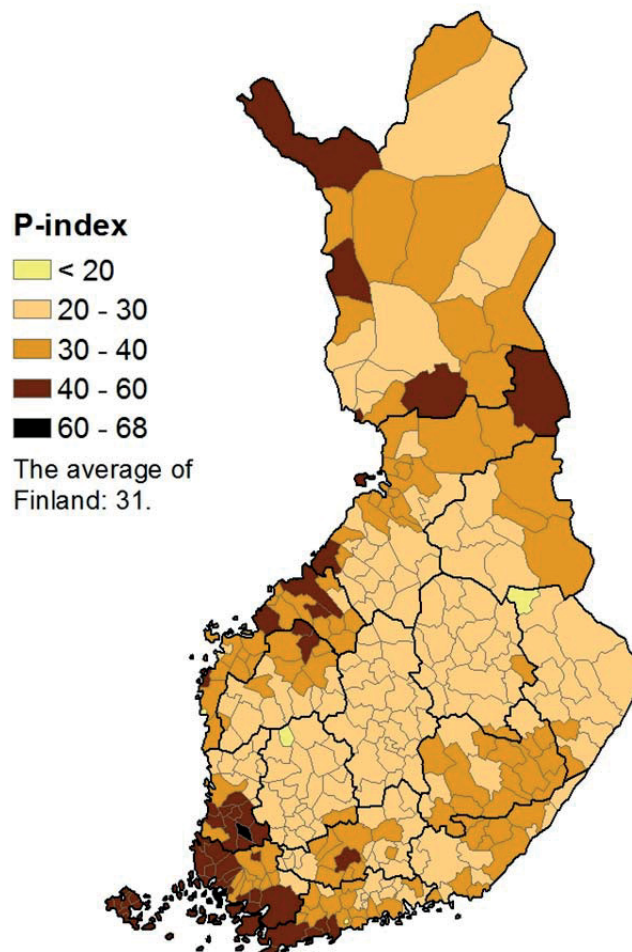 P-index
< 20
20 - 30
30 - 40
40 - 60
60 - 68
The average of
Finland: 31.